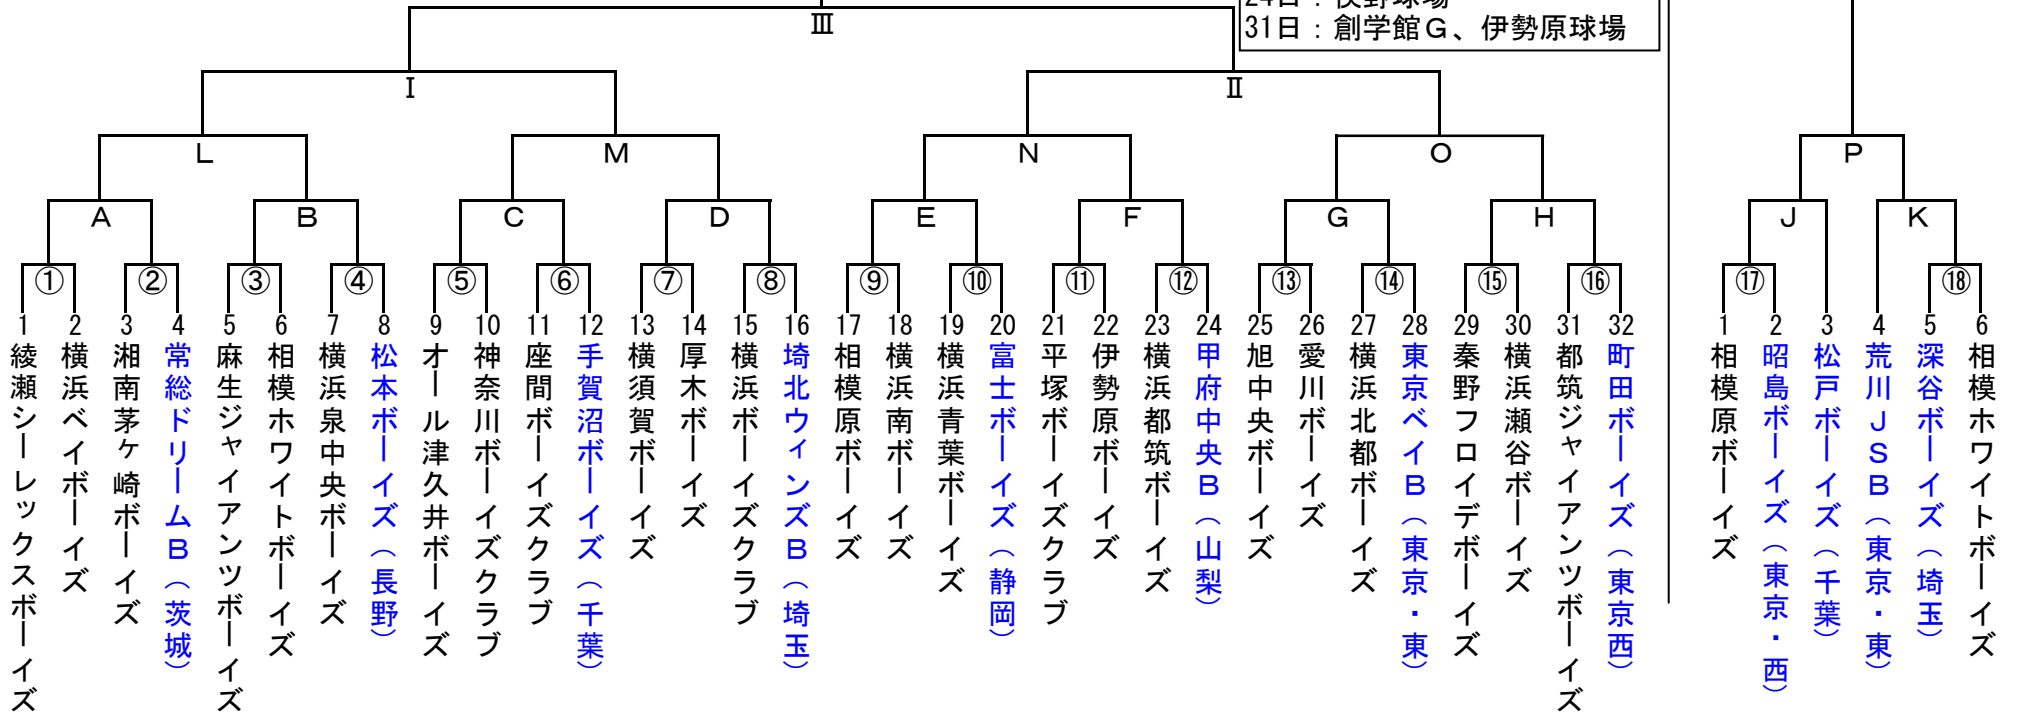 24日：俣野球場
31日：創学館Ｇ、伊勢原球場
Ⅲ
Ⅰ
Ⅱ
L
M
N
O
P
A
B
C
D
E
F
G
H
J
K
①
②
③
④
⑤
⑥
⑦
⑧
⑨
⑩
⑪
⑫
⑬
⑭
⑮
⑯
⑰
⑱
1 綾瀬シーレックスボーイズ
2 横浜ベイボーイズ
3 湘南茅ケ崎ボーイズ
4 常総ドリームＢ（茨城）
5 麻生ジャイアンツボーイズ
6 相模ホワイトボーイズ
7 横浜泉中央ボーイズ
8 松本ボーイズ（長野）
9 オール津久井ボーイズ
10 神奈川ボーイズクラブ
11 座間ボーイズクラブ
12 手賀沼ボーイズ（千葉）
13 横須賀ボーイズ
14 厚木ボーイズ
15 横浜ボーイズクラブ
16 埼北ウィンズＢ（埼玉）
17 相模原ボーイズ
18 横浜南ボーイズ
19 横浜青葉ボーイズ
20 富士ボーイズ（静岡）
21 平塚ボーイズクラブ
22 伊勢原ボーイズ
23 横浜都筑ボーイズ
24 甲府中央Ｂ（山梨）
25 旭中央ボーイズ
26 愛川ボーイズ
27 横浜北都ボーイズ
28 東京ベイＢ（東京・東）
29 秦野フロイデボーイズ
30 横浜瀬谷ボーイズ
31 都筑ジャイアンツボーイズ
32 町田ボーイズ（東京西）
1 相模原ボーイズ
2 昭島ボーイズ（東京・西）
3 松戸ボーイズ（千葉）
4 荒川ＪＳＢ（東京・東）
5 深谷ボーイズ（埼玉）
6 相模ホワイトボーイズ